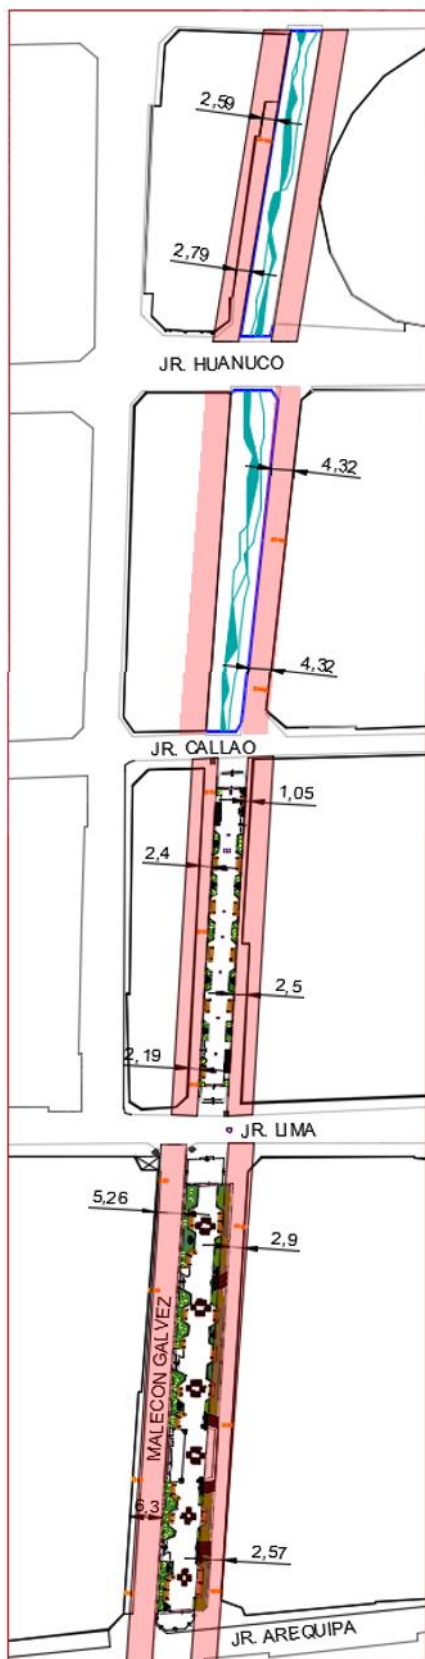 2,59
2,79
JR. HUANUCO
4,32
4,32
JR. CALLAO
1,05
2,4
2,5
2,19
JR. LIMA
5,26
2,9
MALECON GALVEZ
6,3
2,57
JR. AREQUIPA